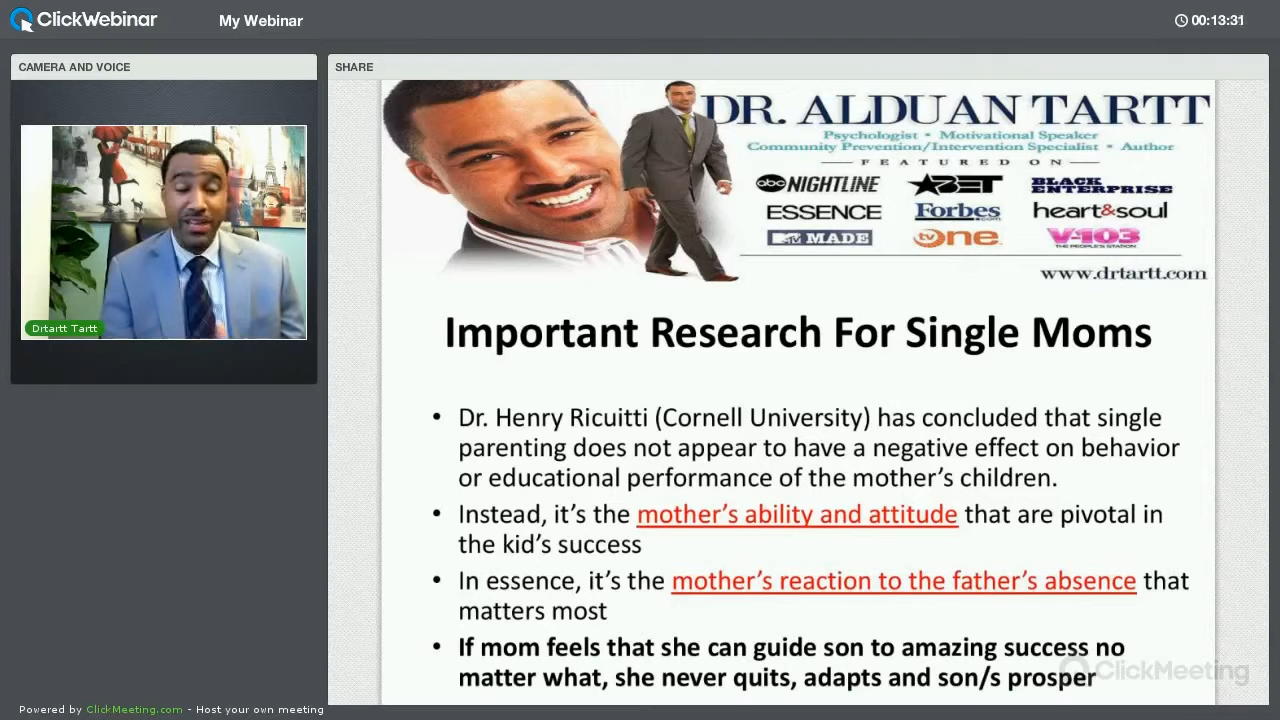 ClickWebinar
My Webinar
00:13:31
CAMERA AND VOICE
SHARE
Drtartt Tartt
DR. ALDUAN TARTT
Psychologist • Motivational Speaker
Community Prevention/Intervention Specialist • Author
FEATURED ON
abc NIGHTLINE
BET
BLACK ENTERPRISE
ESSENCE
Forbes.com
heart&soul
MTV MADE
tv one
V-103
THE PEOPLE'S STATION
www.drtartt.com
Important Research For Single Moms
• Dr. Henry Ricuitti (Cornell University) has concluded that single
parenting does not appear to have a negative effect on behavior
or educational performance of the mother's children.
• Instead, it's the mother's ability and attitude that are pivotal in
the kid's success
• In essence, it's the mother's reaction to the father's absence that
matters most
• If mom feels that she can guide son to amazing success no
matter what, she never quits, adapts and son/s prosper
ClickMeeting
Powered by ClickMeeting.com - Host your own meeting